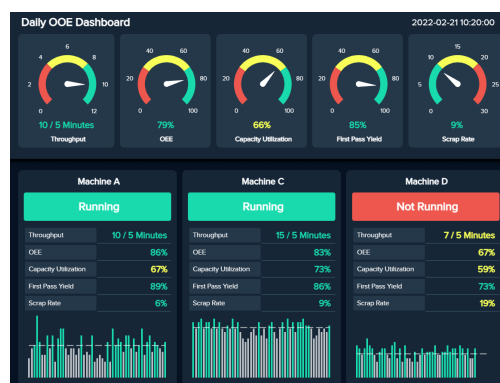 Daily OOE Dashboard 2022-02-21 10:20:00
6 40 60 40 60 40 60 15
4 8 10 20
2 10 20 80 20 80 20 80 5 25
0 12 0 100 0 100 0 100 0 30
10 / 5 Minutes 79% 66% 85% 9%
Throughput OEE Capacity Utilization First Pass Yield Scrap Rate
Machine A Machine C Machine D
Running Running Not Running
Throughput 10 / 5 Minutes Throughput 15 / 5 Minutes Throughput 7 / 5 Minutes
OEE 86% OEE 83% OEE 67%
Capacity Utilization 67% Capacity Utilization 73% Capacity Utilization 59%
First Pass Yield 89% First Pass Yield 86% First Pass Yield 73%
Scrap Rate 6% Scrap Rate 9% Scrap Rate 19%